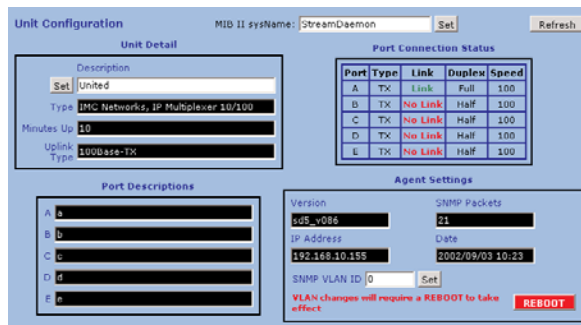 Unit Configuration
MIB II sysName: StreamDaemon Set
Refresh
Unit Detail
Description
Set United
Type IMC Networks, IP Multiplexer 10/100
Minutes Up 10
Uplink Type 100Base-TX
Port Connection Status
Port Type Link Duplex Speed
A TX Link Full 100
B TX No Link Half 100
C TX No Link Half 100
D TX No Link Half 100
E TX No Link Half 100
Port Descriptions
A a
B b
C c
D d
E e
Agent Settings
Version SNMP Packets
sd5_v086 21
IP Address Date
192.168.10.155 2002/09/03 10:23
SNMP VLAN ID 0 Set
VLAN changes will require a REBOOT to take
effect
REBOOT